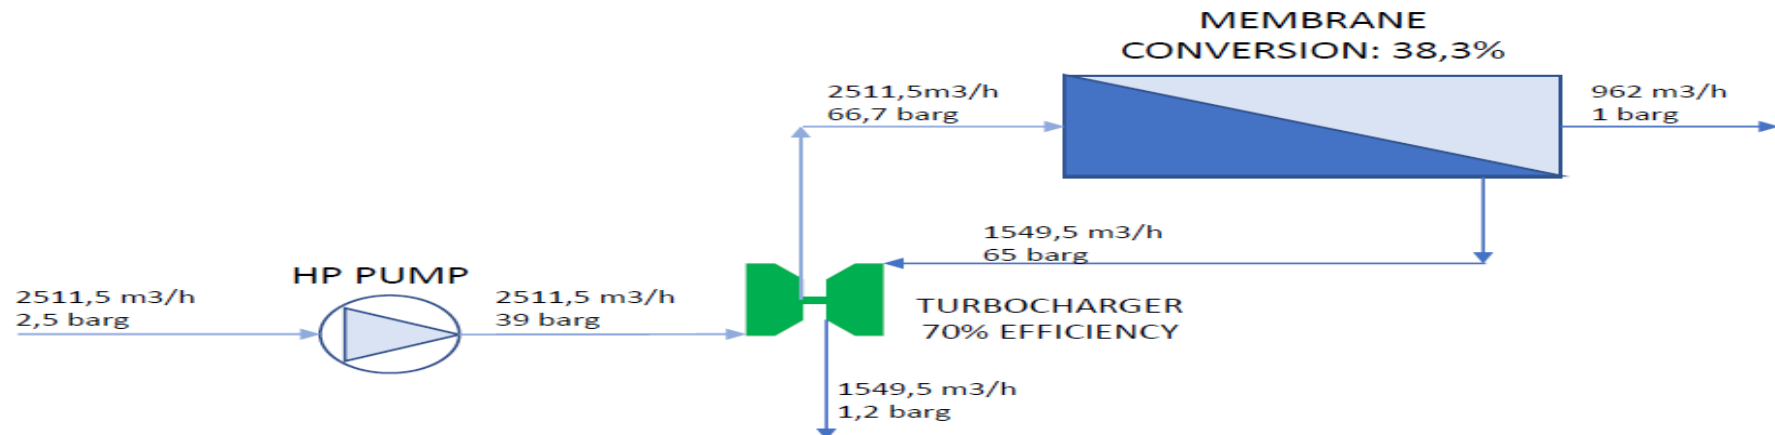 MEMBRANE
CONVERSION: 38,3%
2511,5m3/h
66,7 barg
962 m3/h
1 barg
1549,5 m3/h
65 barg
HP PUMP
2511,5 m3/h
2,5 barg
2511,5 m3/h
39 barg
TURBOCHARGER
70% EFFICIENCY
1549,5 m3/h
1,2 barg